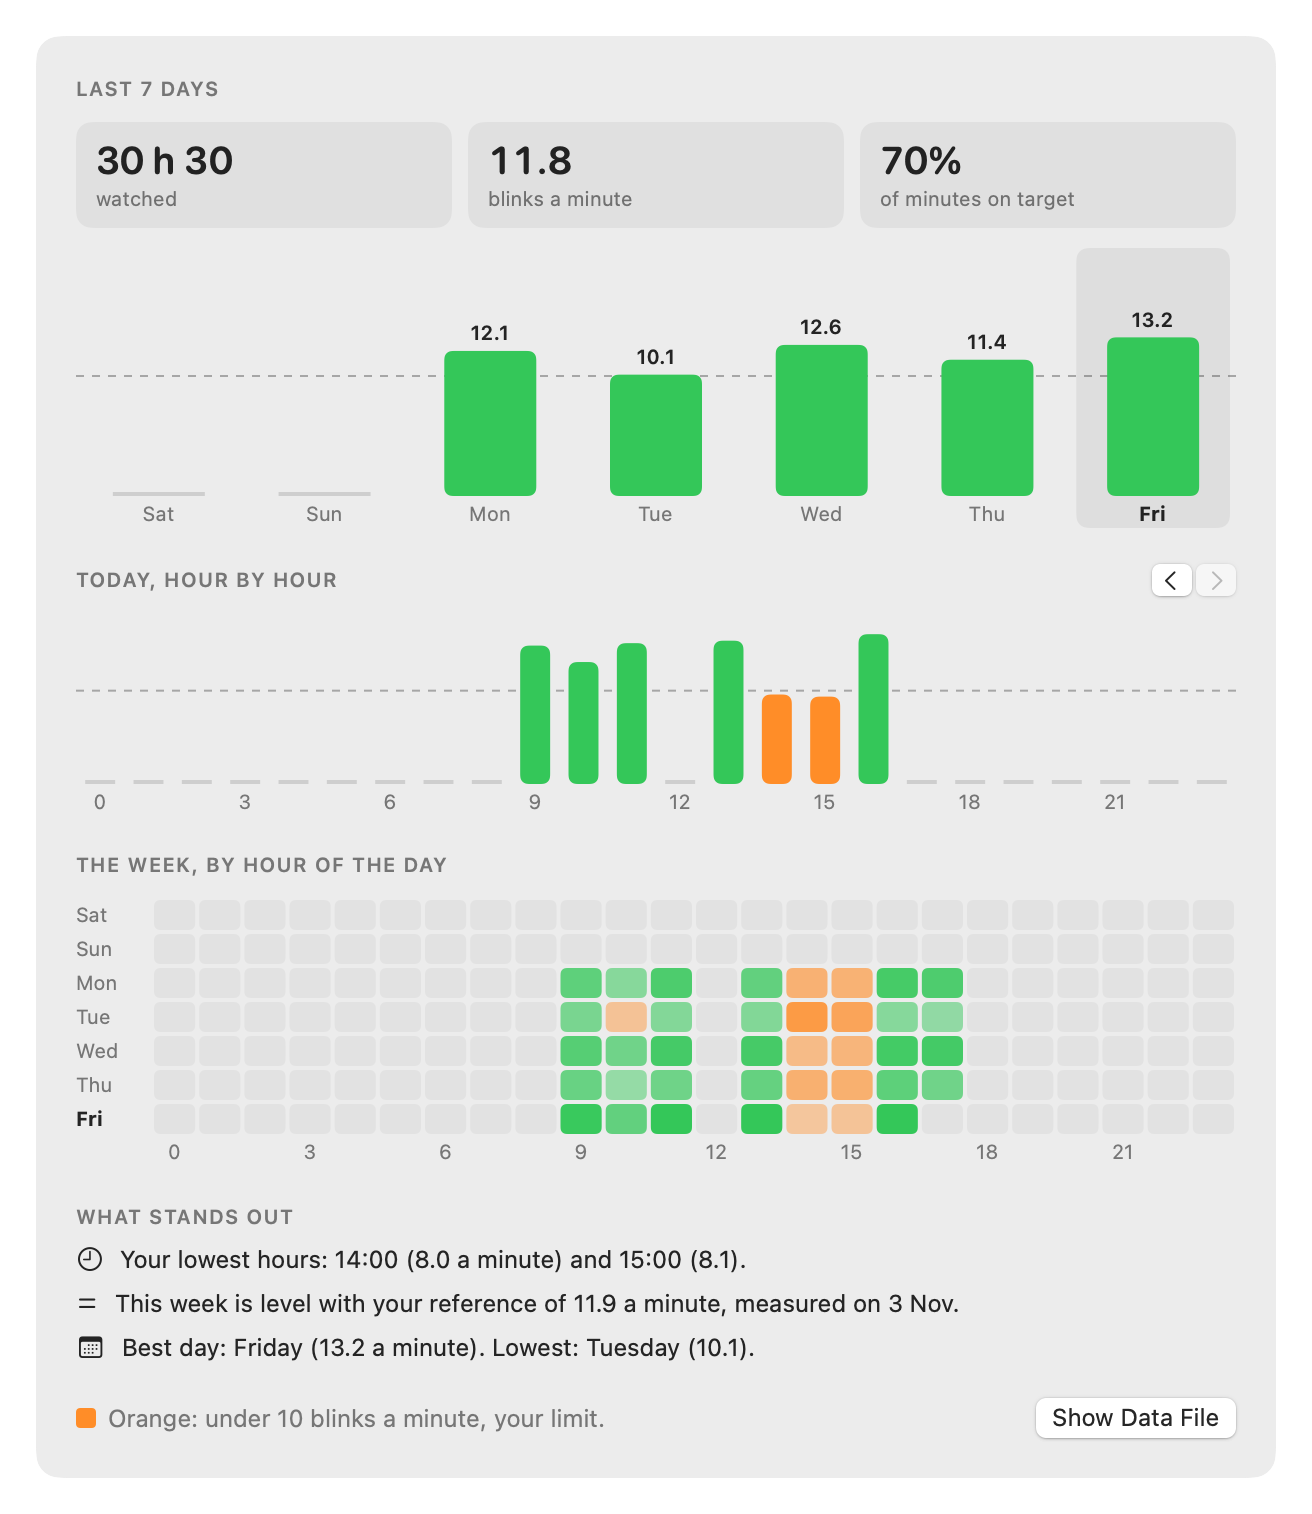 LAST 7 DAYS
30 h 30
watched
11.8
blinks a minute
70%
of minutes on target
12.1
10.1
12.6
11.4
13.2
Sat Sun Mon Tue Wed Thu Fri
TODAY, HOUR BY HOUR
0 3 6 9 12 15 18 21
THE WEEK, BY HOUR OF THE DAY
Sat
Sun
Mon
Tue
Wed
Thu
Fri
0 3 6 9 12 15 18 21
WHAT STANDS OUT
Your lowest hours: 14:00 (8.0 a minute) and 15:00 (8.1).
This week is level with your reference of 11.9 a minute, measured on 3 Nov.
Best day: Friday (13.2 a minute). Lowest: Tuesday (10.1).
Orange: under 10 blinks a minute, your limit.
Show Data File